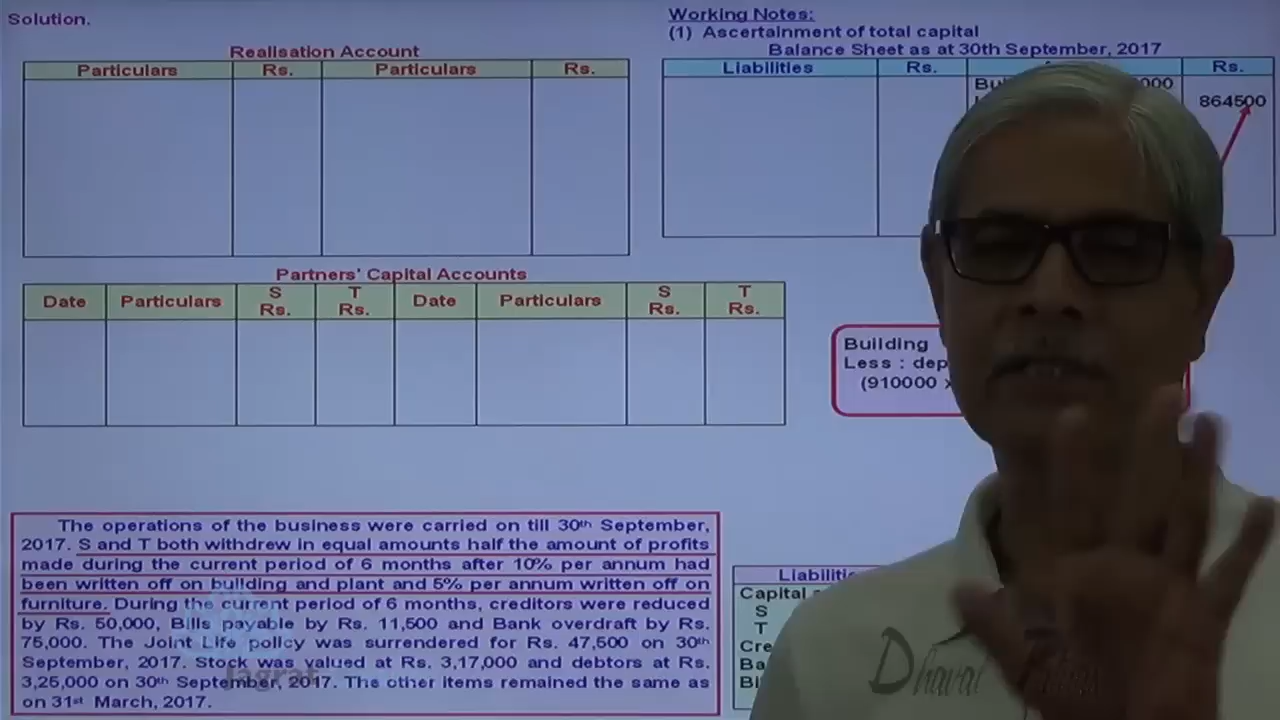 Solution.
Realisation Account
Particulars Rs. Particulars Rs.
Partners' Capital Accounts
Date Particulars S Rs. T Rs. Date Particulars S Rs. T Rs.
The operations of the business were carried on till 30th September,
2017. S and T both withdrew in equal amounts half the amount of profits
made during the current period of 6 months after 10% per annum had
been written off on building and plant and 5% per annum written off on
furniture. During the current period of 6 months, creditors were reduced
by Rs. 50,000, Bills payable by Rs. 11,500 and Bank overdraft by Rs.
75,000. The Joint Life policy was surrendered for Rs. 47,500 on 30th
September, 2017. Stock was valued at Rs. 3,17,000 and debtors at Rs.
3,25,000 on 30th September, 2017. The other items remained the same as
on 31st March, 2017.
Jagrat
Working Notes:
(1) Ascertainment of total capital
Balance Sheet as at 30th September, 2017
Liabilities Rs. Rs.
864500
Building
Less : dep
(910000 x
Capital
S
T
Dhaval